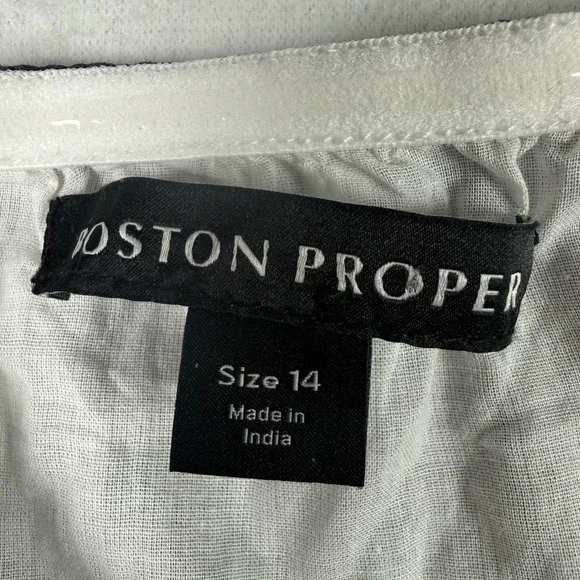 BOSTON PROPER
Size 14
Made in
India